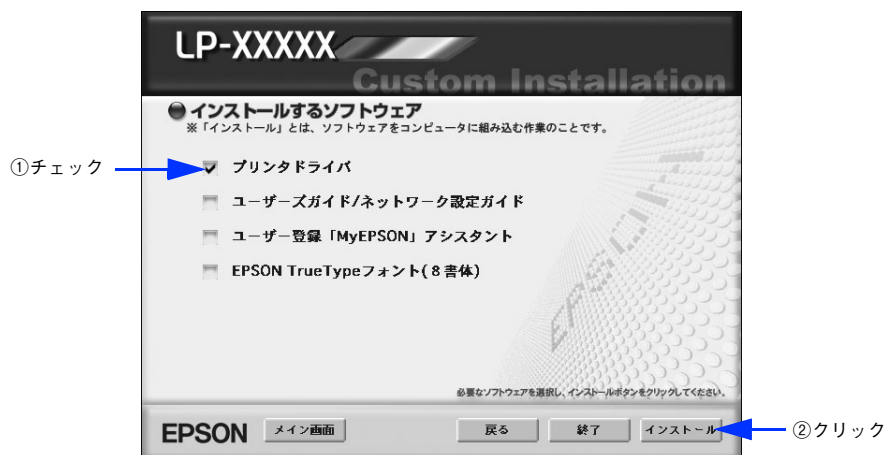 LP-XXXXX
Custom Installation
インストールするソフトウェア
※「インストール」とは、ソフトウェアをコンピュータに組み込む作業のことです。
①チェック
プリンタドライバ
ユーザーズガイド/ネットワーク設定ガイド
ユーザー登録「MyEPSON」アシスタント
EPSON TrueTypeフォント(8書体)
EPSON
必要なソフトウェアを選択し、インストールボタンをクリックしてください。
EPSON メイン画面 戻る 終了 インストール
②クリック